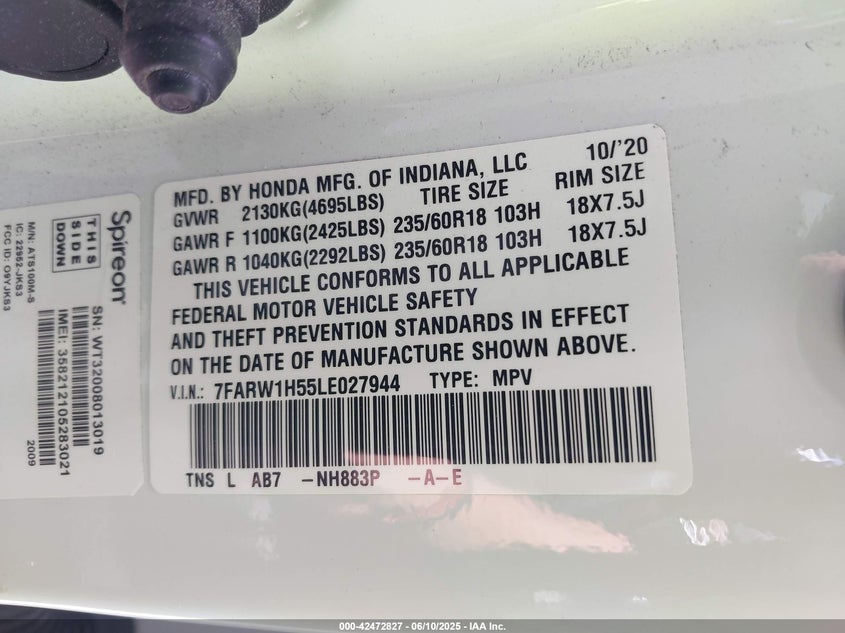 MFD. BY HONDA MFG. OF INDIANA, LLC 10/'20
GVWR 2130KG(4695LBS) TIRE SIZE RIM SIZE
GAWR F 1100KG(2425LBS) 235/60R18 103H 18X7.5J
GAWR R 1040KG(2292LBS) 235/60R18 103H 18X7.5J
THIS VEHICLE CONFORMS TO ALL APPLICABLE
FEDERAL MOTOR VEHICLE SAFETY
AND THEFT PREVENTION STANDARDS IN EFFECT
ON THE DATE OF MANUFACTURE SHOWN ABOVE.
V.I.N.: 7FARW1H55LE027944 TYPE: MPV
TNS L AB7 -NH883P -A-E
Spireon®
THIS
SIDE
DOWN
M/N: ATS100M-S
IC: 22952-JKS3
FCC ID: O9YJKS3
SN: WT32008013019
IMEI: 358212105283021
2009
000-42472827 - 06/10/2025 - IAA Inc.